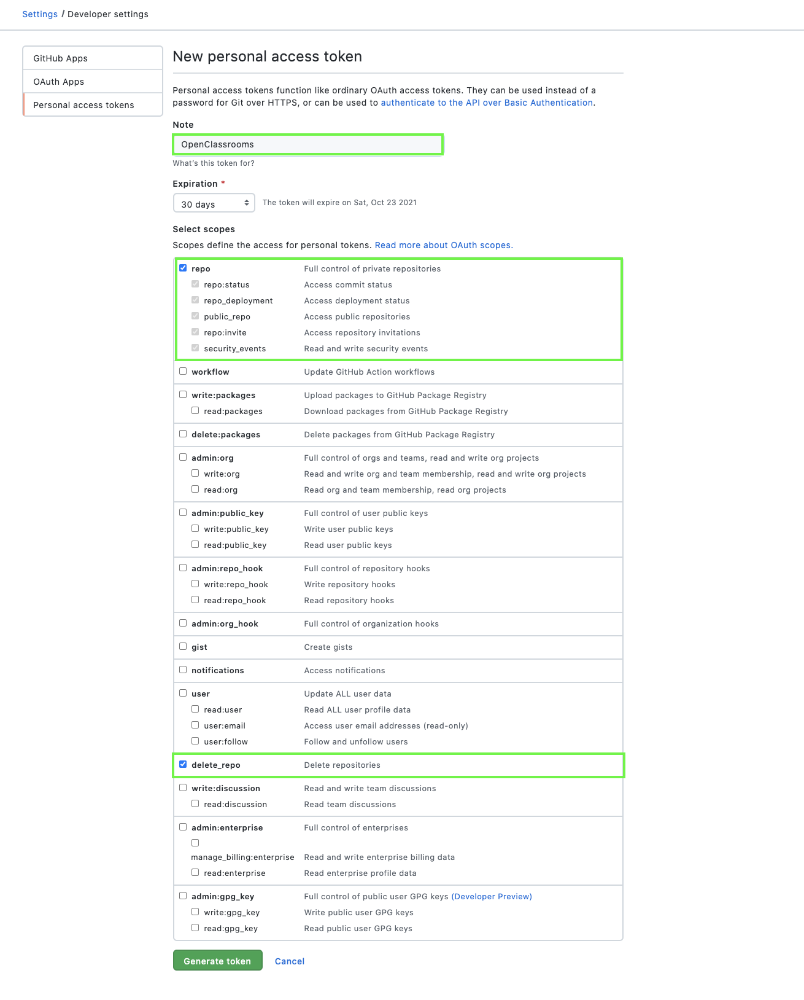 Settings / Developer settings
GitHub Apps
OAuth Apps
Personal access tokens
New personal access token
Personal access tokens function like ordinary OAuth access tokens. They can be used instead of a
password for Git over HTTPS, or can be used to authenticate to the API over Basic Authentication.
Note
OpenClassrooms
What's this token for?
Expiration *
30 days The token will expire on Sat, Oct 23 2021
Select scopes
Scopes define the access for personal tokens. Read more about OAuth scopes.
repo Full control of private repositories
repo:status Access commit status
repo_deployment Access deployment status
public_repo Access public repositories
repo:invite Access repository invitations
security_events Read and write security events
workflow Update GitHub Action workflows
write:packages Upload packages to GitHub Package Registry
read:packages Download packages from GitHub Package Registry
delete:packages Delete packages from GitHub Package Registry
admin:org Full control of orgs and teams, read and write org projects
write:org Read and write org and team membership, read and write org projects
read:org Read org and team membership, read org projects
admin:public_key Full control of user public keys
write:public_key Write user public keys
read:public_key Read user public keys
admin:repo_hook Full control of repository hooks
write:repo_hook Write repository hooks
read:repo_hook Read repository hooks
admin:org_hook Full control of organization hooks
gist Create gists
notifications Access notifications
user Update ALL user data
read:user Read ALL user profile data
user:email Access user email addresses (read-only)
user:follow Follow and unfollow users
delete_repo Delete repositories
write:discussion Read and write team discussions
read:discussion Read team discussions
admin:enterprise Full control of enterprises
manage_billing:enterprise Read and write enterprise billing data
read:enterprise Read enterprise profile data
admin:gpg_key Full control of public user GPG keys (Developer Preview)
write:gpg_key Write public user GPG keys
read:gpg_key Read public user GPG keys
Generate token Cancel